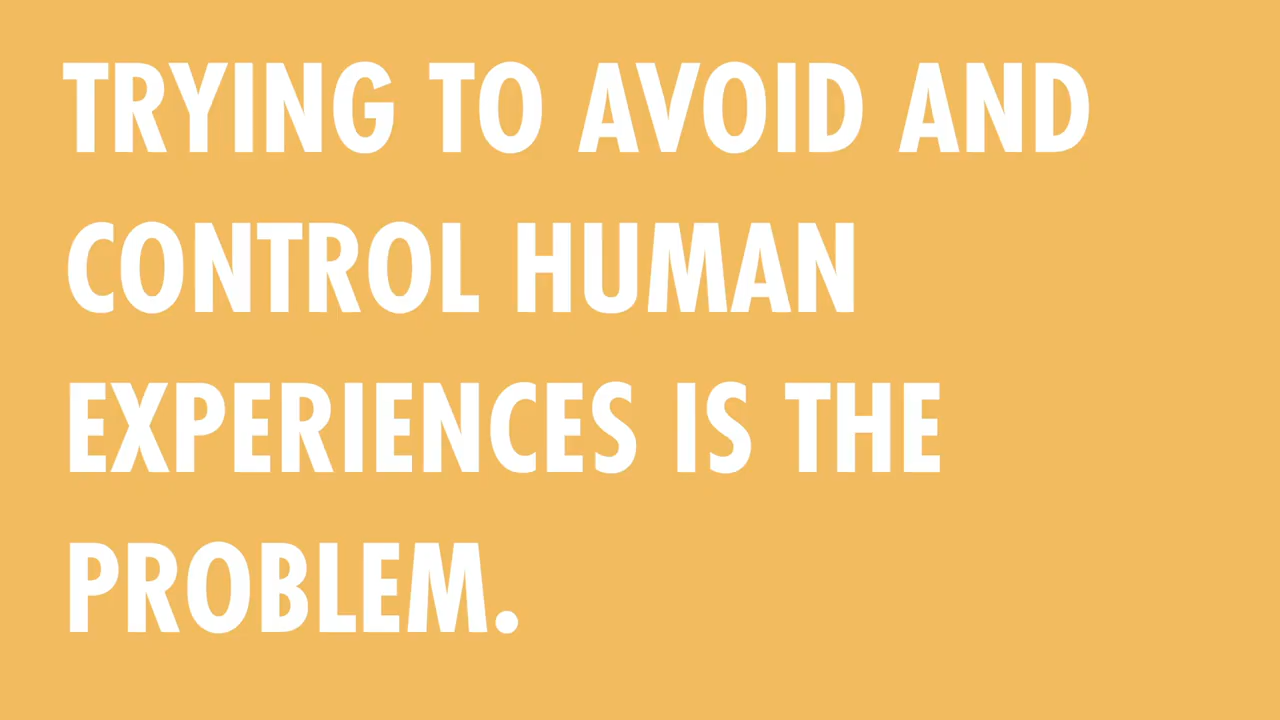 TRYING TO AVOID AND
CONTROL HUMAN
EXPERIENCES IS THE
PROBLEM.